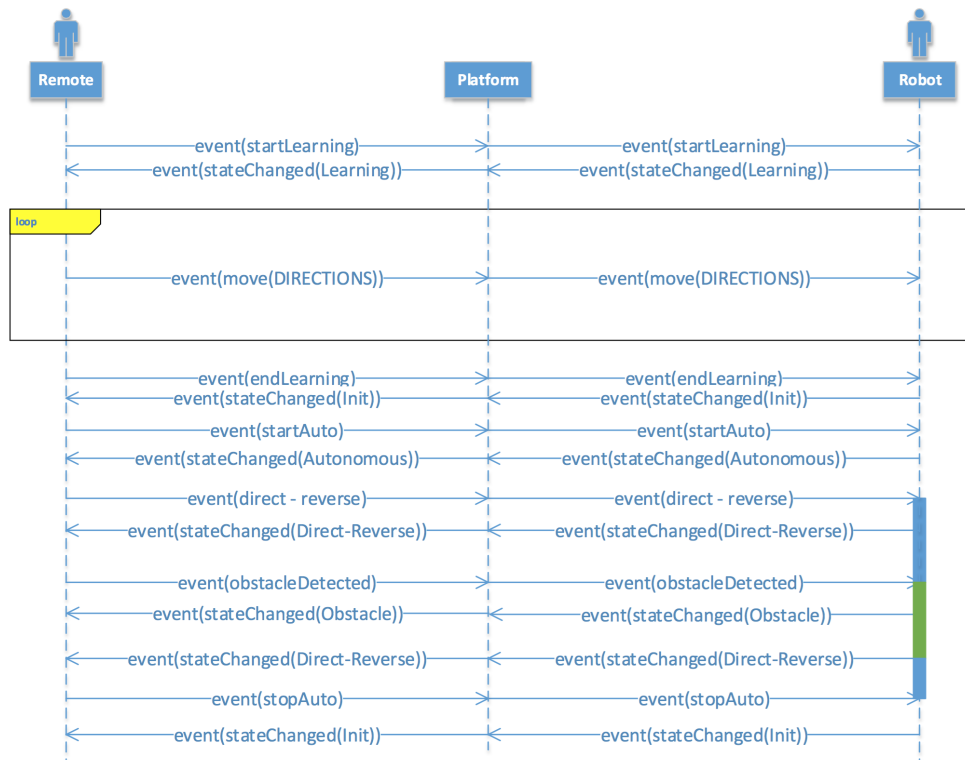 Remote Platform Robot
event(startLearning) event(startLearning)
event(stateChanged(Learning)) event(stateChanged(Learning))
loop
event(move(DIRECTIONS)) event(move(DIRECTIONS))
event(endLearning) event(endLearning)
event(stateChanged(Init)) event(stateChanged(Init))
event(startAuto) event(startAuto)
event(stateChanged(Autonomous)) event(stateChanged(Autonomous))
event(direct - reverse) event(direct - reverse)
event(stateChanged(Direct-Reverse)) event(stateChanged(Direct-Reverse))
event(obstacleDetected) event(obstacleDetected)
event(stateChanged(Obstacle)) event(stateChanged(Obstacle))
event(stateChanged(Direct-Reverse)) event(stateChanged(Direct-Reverse))
event(stopAuto) event(stopAuto)
event(stateChanged(Init)) event(stateChanged(Init))